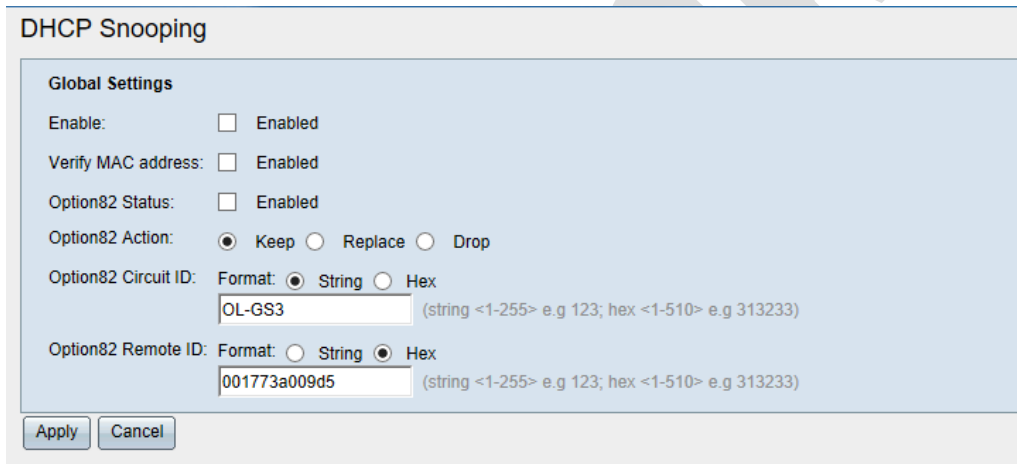 DHCP Snooping
Global Settings
Enable: Enabled
Verify MAC address: Enabled
Option82 Status: Enabled
Option82 Action: Keep Replace Drop
Option82 Circuit ID: Format: String Hex
OL-GS3 (string <1-255> e.g 123; hex <1-510> e.g 313233)
Option82 Remote ID: Format: String Hex
001773a009d5 (string <1-255> e.g 123; hex <1-510> e.g 313233)
Apply Cancel